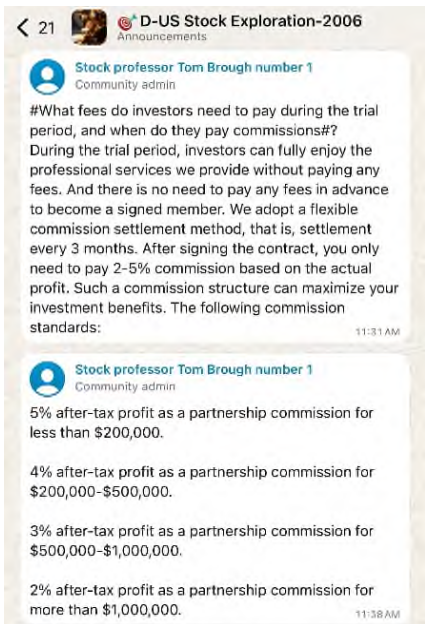 21
D-US Stock Exploration-2006
Announcements
Stock professor Tom Brough number 1
Community admin
#What fees do investors need to pay during the trial
period, and when do they pay commissions#?
During the trial period, investors can fully enjoy the
professional services we provide without paying any
fees. And there is no need to pay any fees in advance
to become a signed member. We adopt a flexible
commission settlement method, that is, settlement
every 3 months. After signing the contract, you only
need to pay 2-5% commission based on the actual
profit. Such a commission structure can maximize your
investment benefits. The following commission
standards:
11:31 AM
Stock professor Tom Brough number 1
Community admin
5% after-tax profit as a partnership commission for
less than $200,000.
4% after-tax profit as a partnership commission for
$200,000-$500,000.
3% after-tax profit as a partnership commission for
$500,000-$1,000,000.
2% after-tax profit as a partnership commission for
more than $1,000,000.
11:38 AM